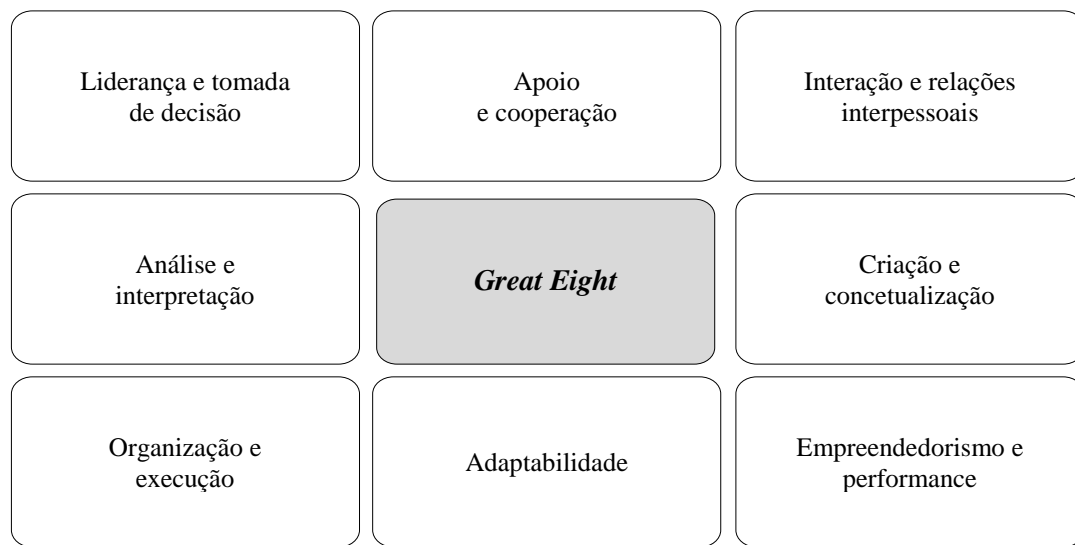 Liderança e tomada
de decisão
Apoio
e cooperação
Interação e relações
interpessoais
Análise e
interpretação
Great Eight
Criação e
concetualização
Organização e
execução
Adaptabilidade
Empreendedorismo e
performance